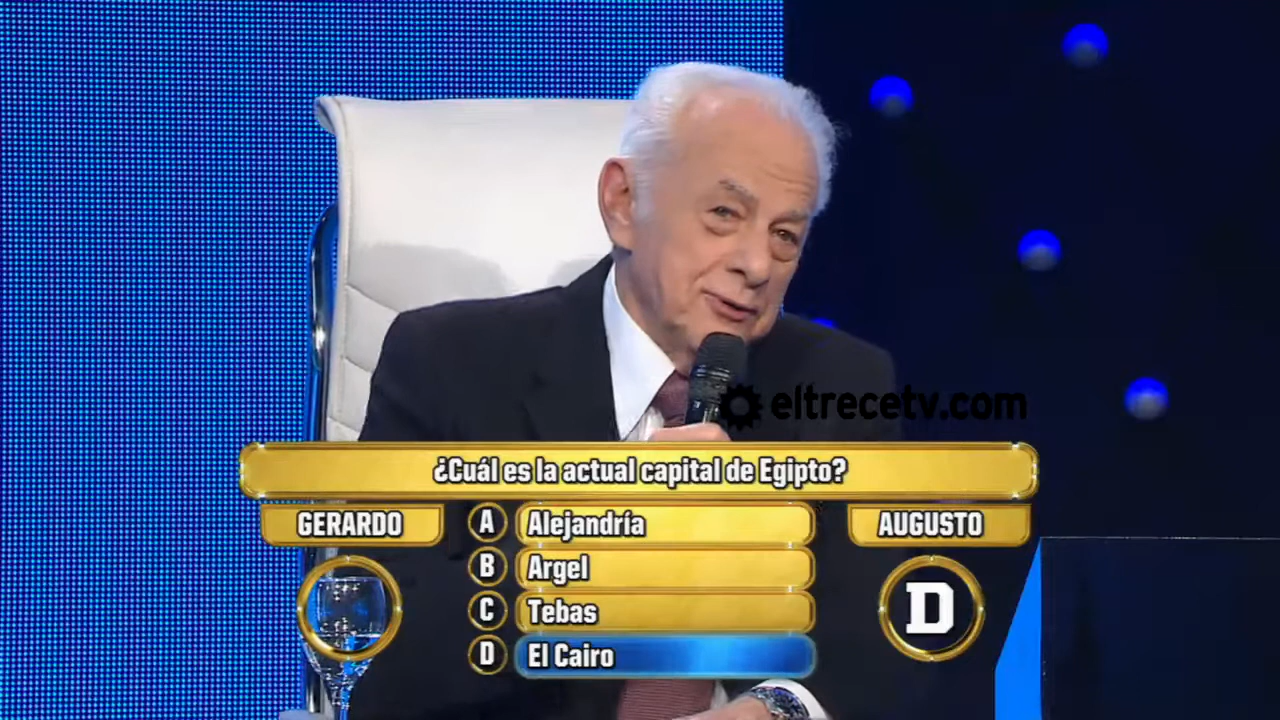 eltrecetv.com
¿Cuál es la actual capital de Egipto?
GERARDO
A Alejandría
B Argel
C Tebas
D El Cairo
AUGUSTO
D